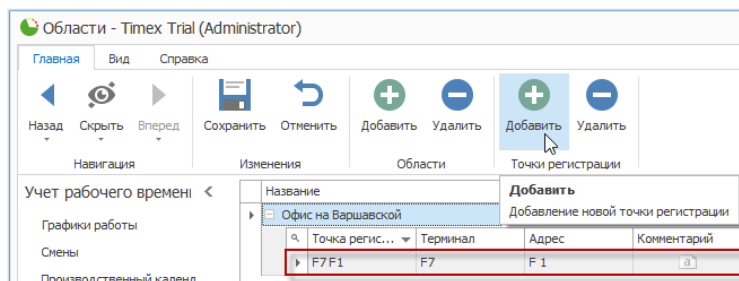 Области - Timex Trial (Administrator)
Главная Вид Справка
Назад Скрыть Вперед Сохранить Отменить Добавить Удалить Добавить Удалить
Навигация Изменения Области Точки регистрации
Учет рабочего времени <
Название
Добавить
Добавление новой точки регистрации
Графики работы
Офис на Варшавской
Смены
Точка регис... Терминал Адрес Комментарий
F7F1 F7 F 1 a
Производственный календ